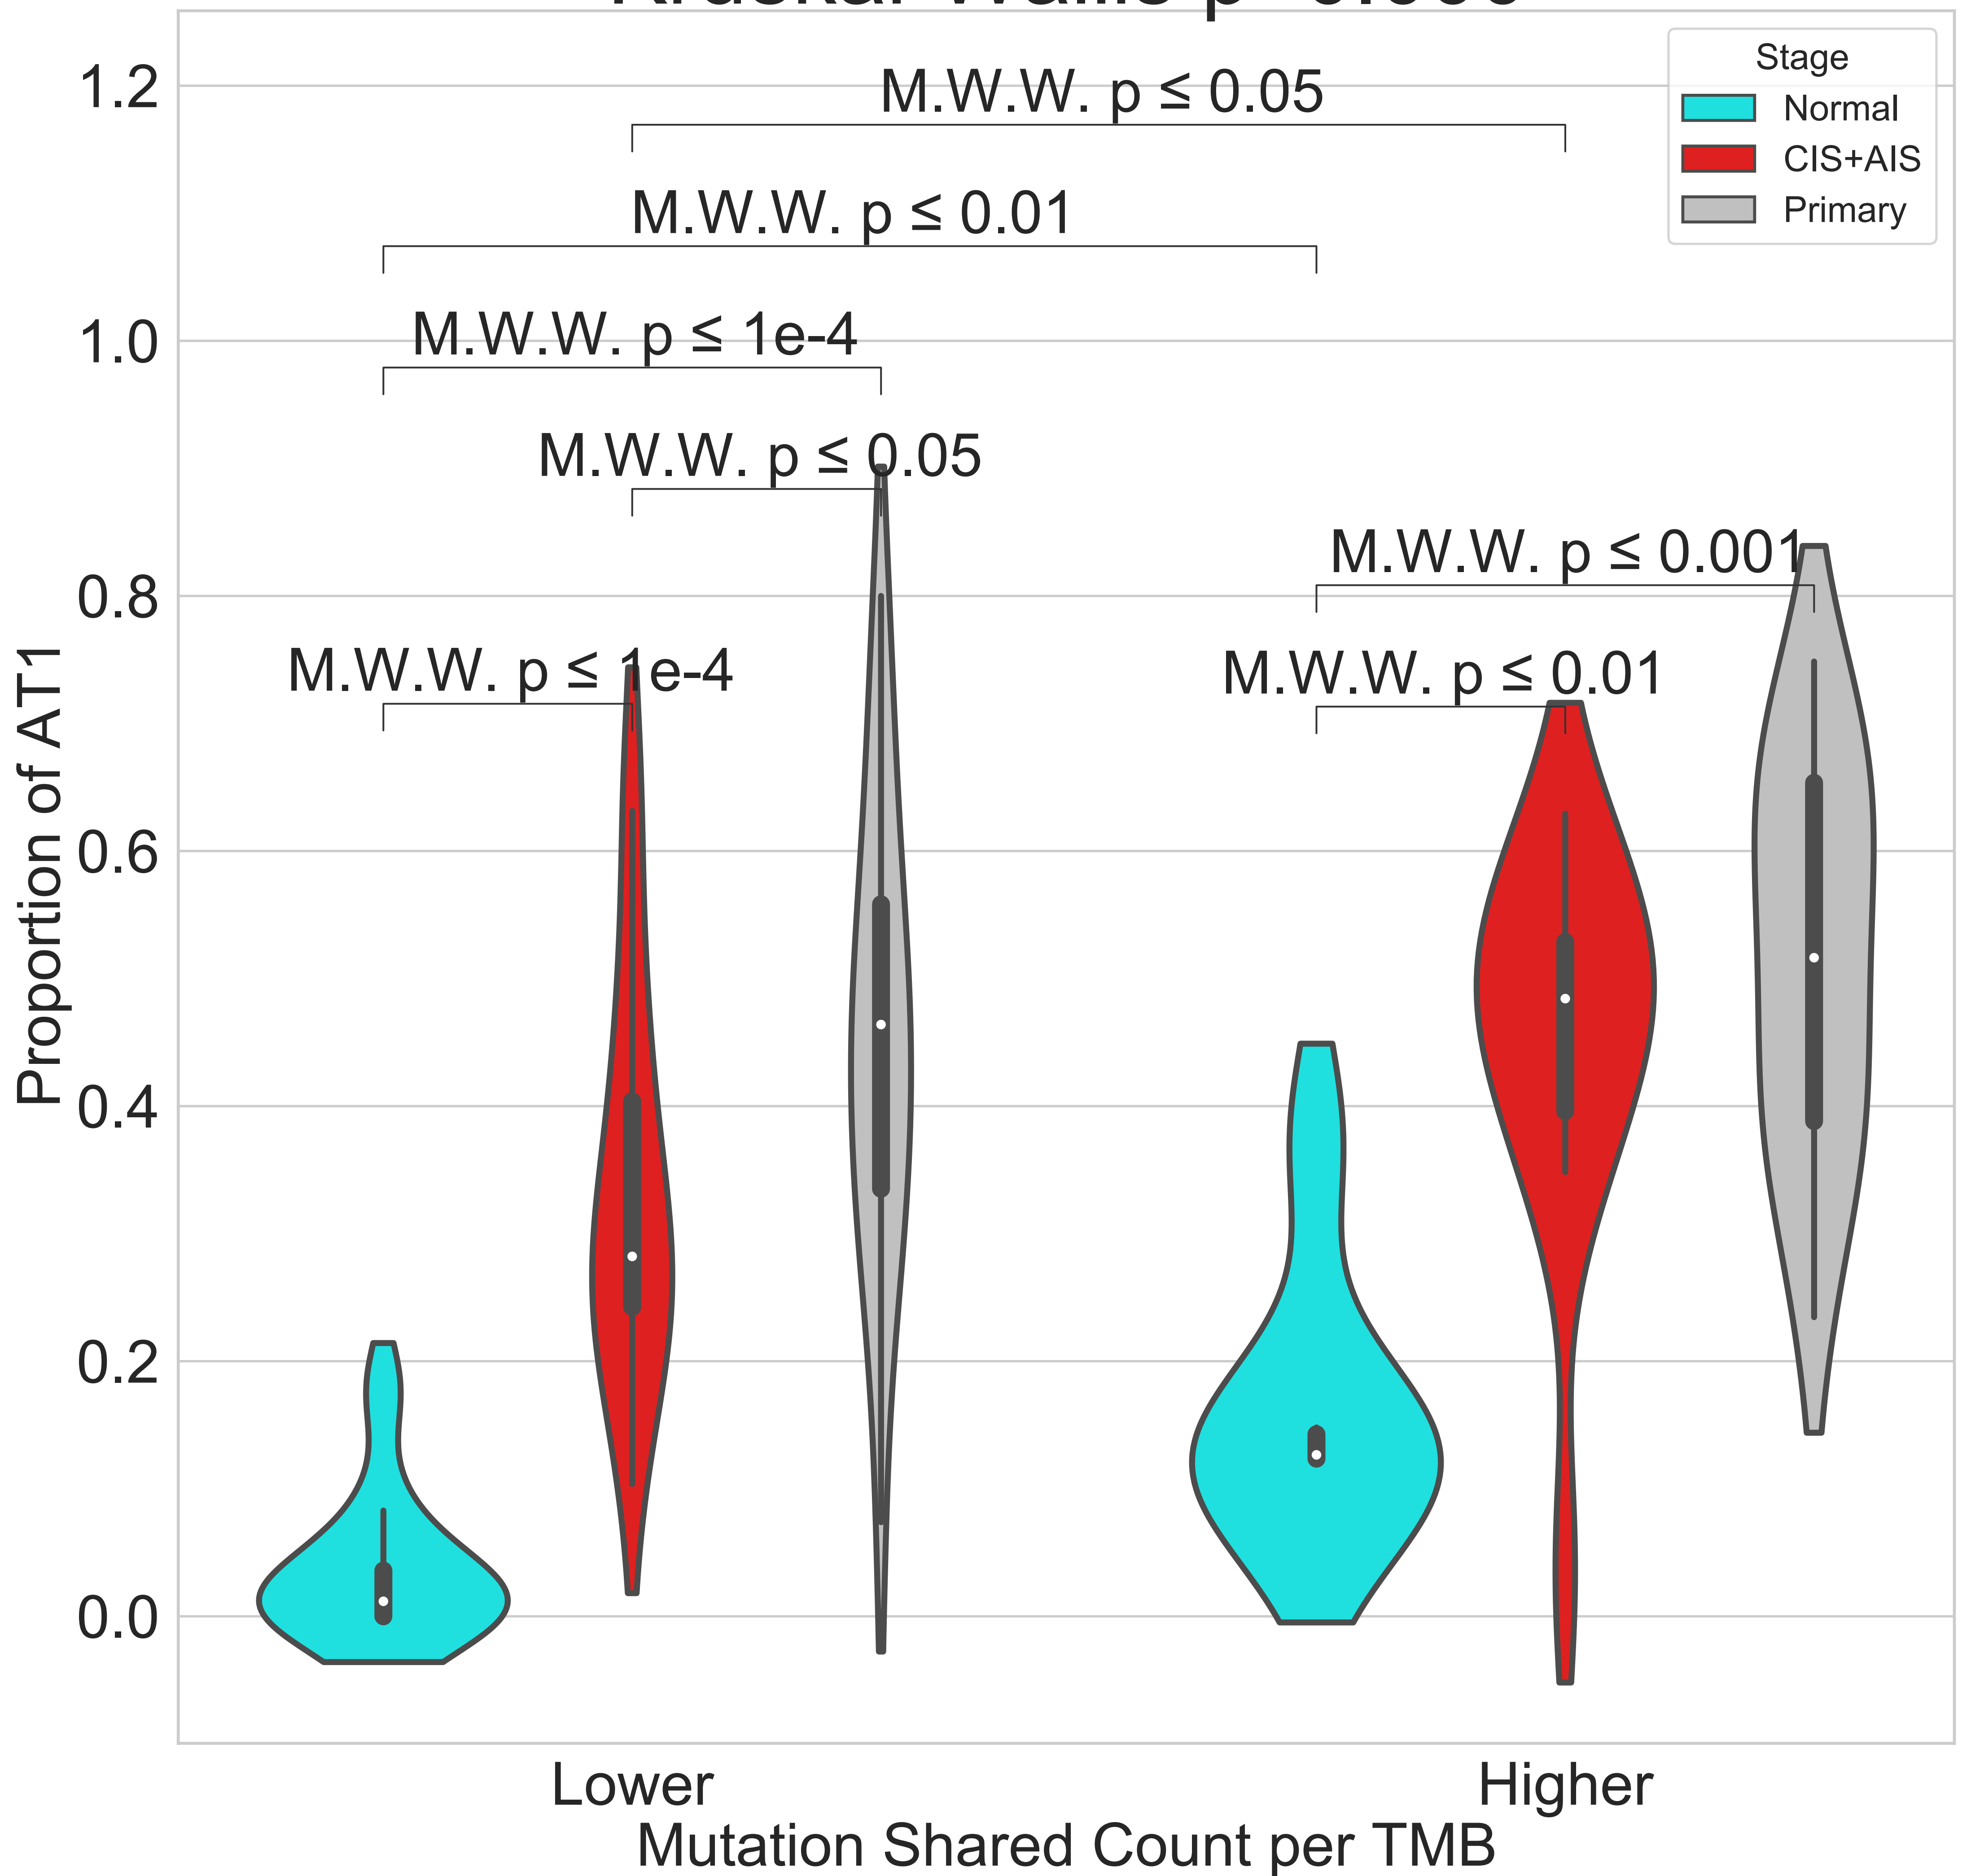 Stage
Normal
CIS+AIS
Primary
M.W.W. p ≤ 0.05
M.W.W. p ≤ 0.01
M.W.W. p ≤ 1e-4
M.W.W. p ≤ 0.05
M.W.W. p ≤ 0.001
M.W.W. p ≤ 1e-4
M.W.W. p ≤ 0.01
1.2
1.0
0.8
0.6
0.4
0.2
0.0
Proportion of AT1
Lower
Higher
Mutation Shared Count per TMB